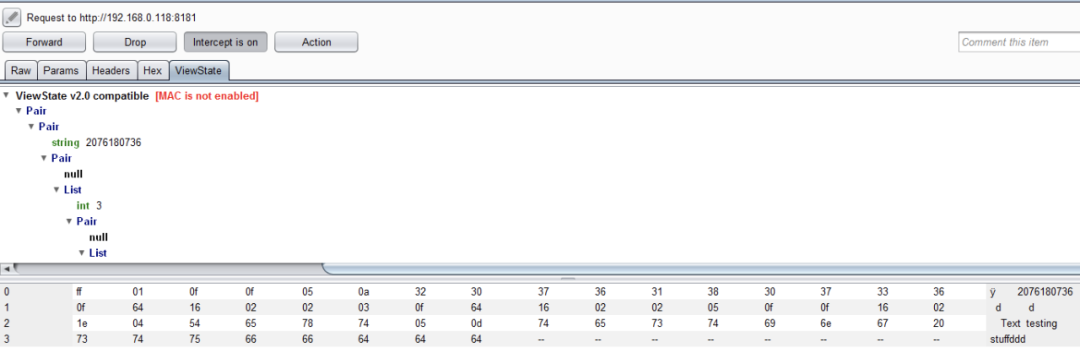 Request to http://192.168.0.118:8181
Forward Drop Intercept is on Action Comment this item
Raw Params Headers Hex ViewState
ViewState v2.0 compatible [MAC is not enabled]
Pair
Pair
string 2076180736
Pair
null
List
int 3
Pair
null
List
0 ff 01 0f 0f 05 0a 32 30 37 36 31 38 30 37 33 36 ÿ 2076180736
1 0f 64 16 02 02 03 0f 64 16 02 02 05 0f 0f 16 02 d d
2 1e 04 54 65 78 74 05 0d 74 65 73 74 69 6e 67 20 Text testing
3 73 74 75 66 66 64 64 64 -- -- -- -- -- -- -- -- stuffddd